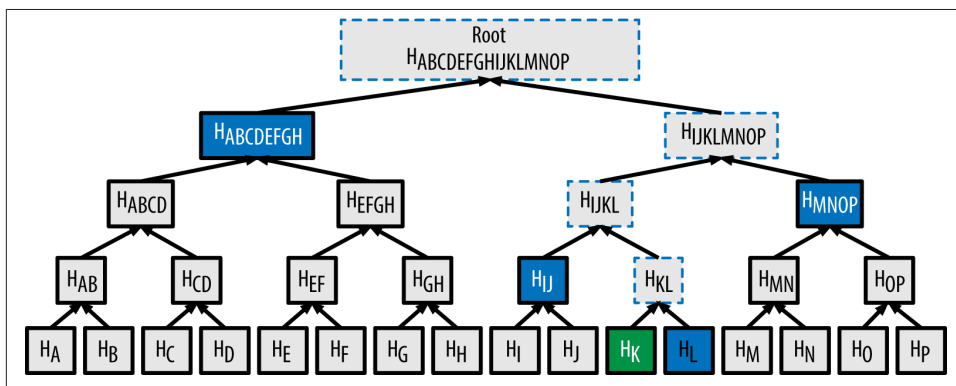 Root
HABCDEFGHIJKLMNOP
HABCDEFGH HIJKLMNOP
HABCD HEFGH HIJKL HMNOP
HAB HCD HEF HGH HIJ HKL HMN HOP
HA HB HC HD HE HF HG HH HI HJ HK HL HM HN HO HP